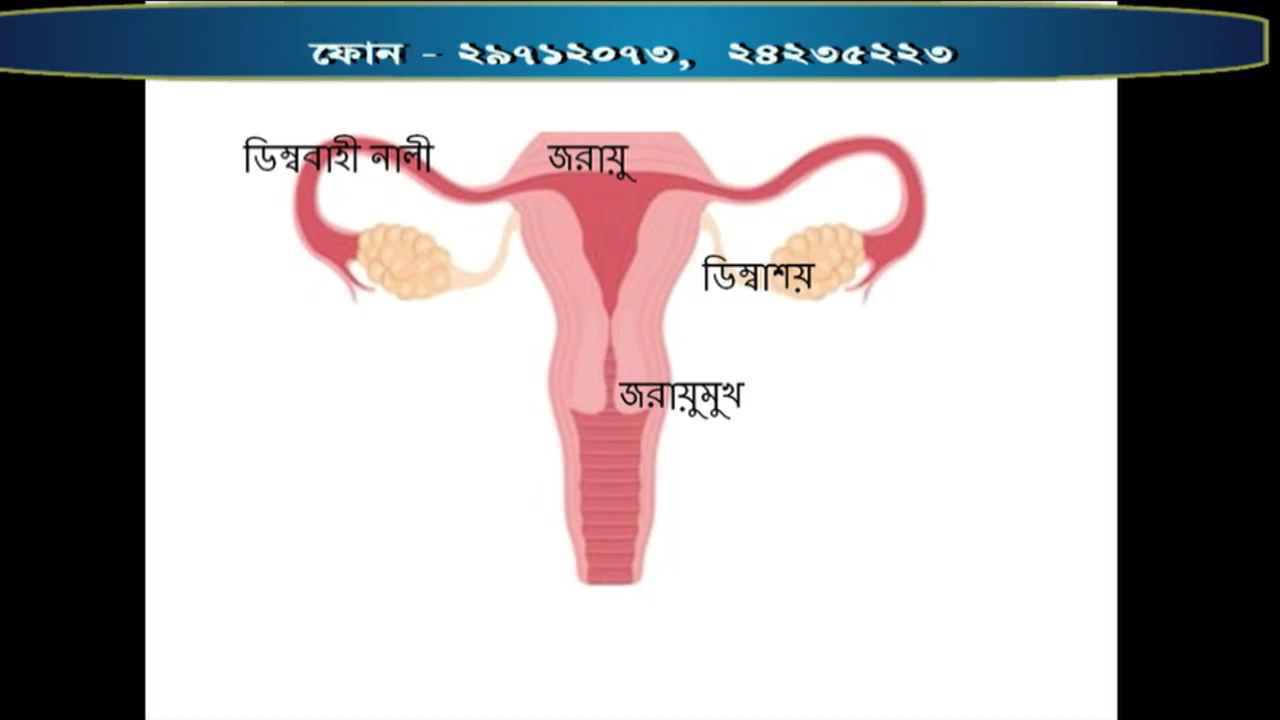 ফোন - ২৯৭১২০৭৩, ২৪২৩৫২২৩
ডিম্ববাহী নালী
জরায়ু
ডিম্বাশয়
জরায়ুমুখ